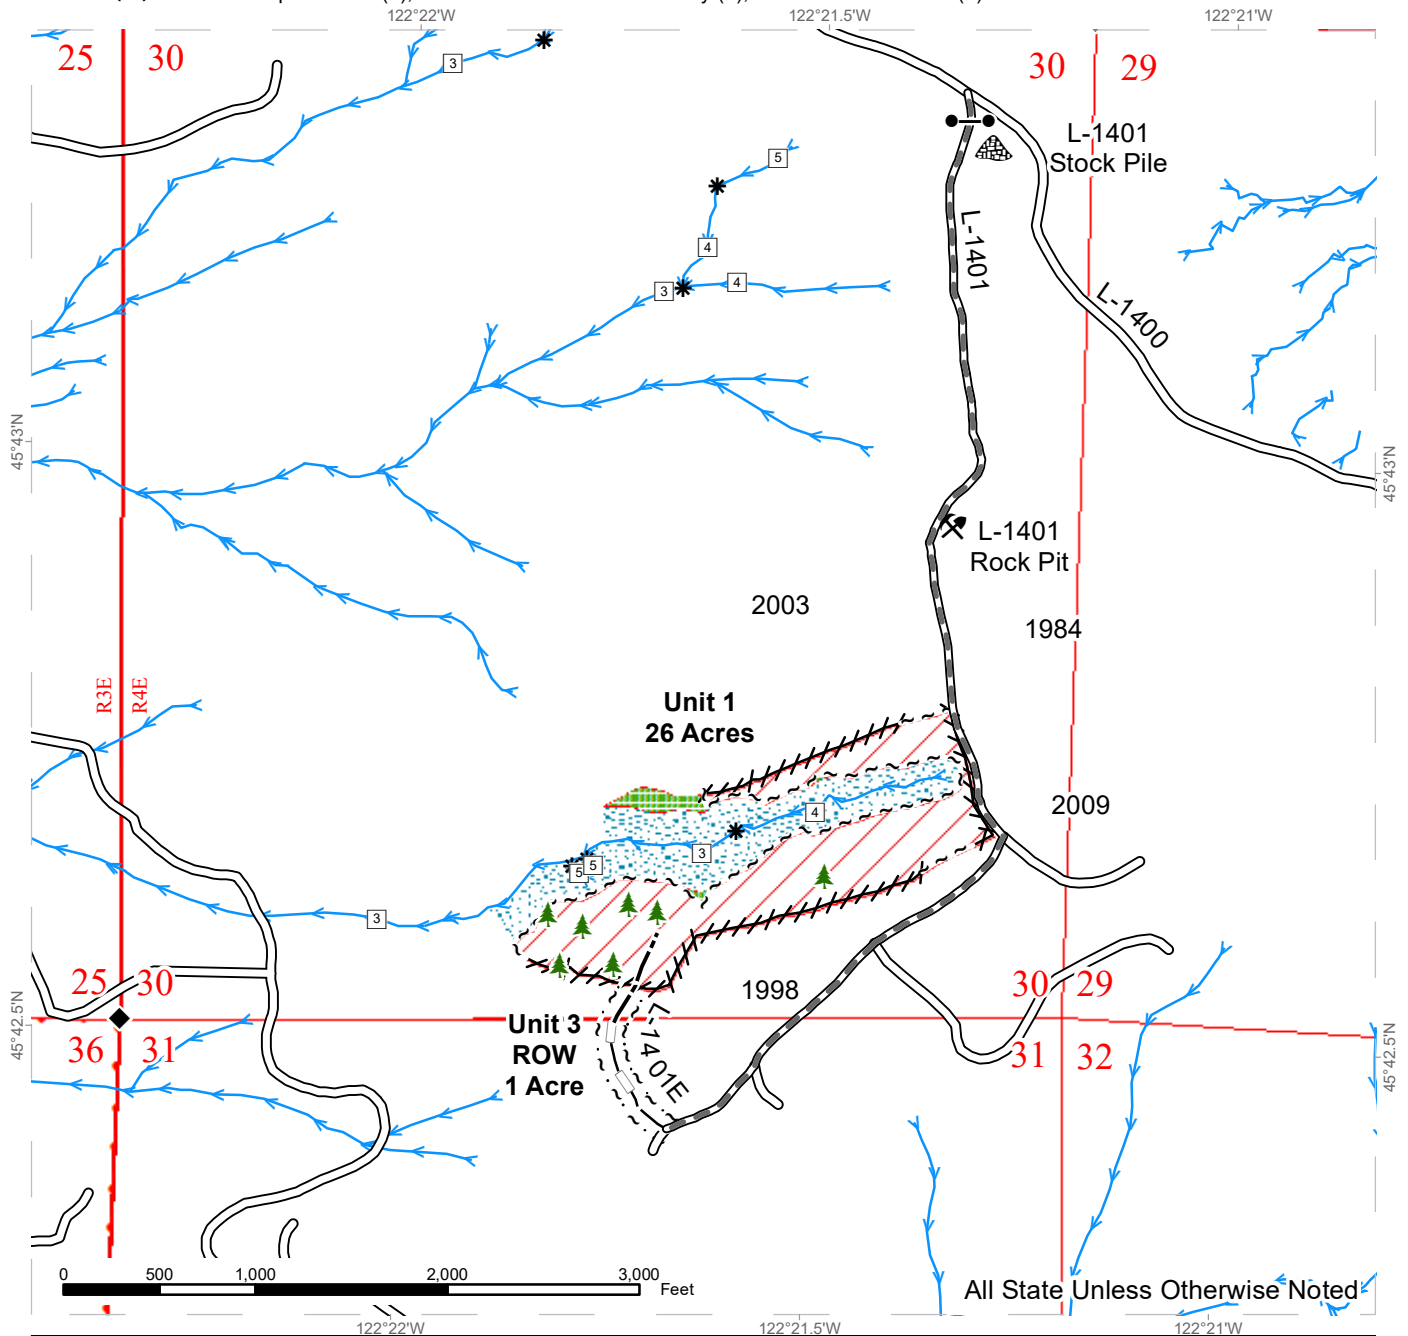 122°22'W
122°21.5'W
122°21'W
25
30
30
29
3
L-1401
Stock Pile
5
4
3
4
L-1401
L-1400
45°43'N
45°43'N
L-1401
Rock Pit
2003
1984
R3E
R4E
Unit 1
26 Acres
2009
4
3
5
5
3
25
30
1998
30
29
45°42.5'N
45°42.5'N
36
31
Unit 3
ROW
1 Acre
L-1401E
31
32
0
500
1,000
2,000
3,000
Feet
All State Unless Otherwise Noted
122°22'W
122°21.5'W
122°21'W